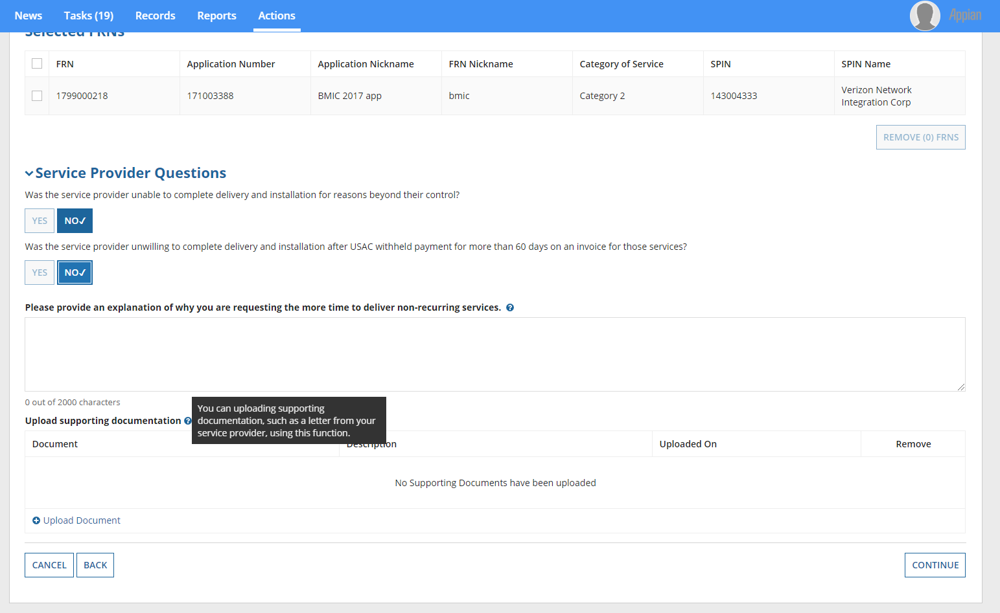 News Tasks (19) Records Reports Actions Appian
Selected FRNs
FRN Application Number Application Nickname FRN Nickname Category of Service SPIN SPIN Name
1799000218 171003388 BMIC 2017 app bmic Category 2 143004333 Verizon Network
Integration Corp
REMOVE (0) FRNS
Service Provider Questions
Was the service provider unable to complete delivery and installation for reasons beyond their control?
YES NO✓
Was the service provider unwilling to complete delivery and installation after USAC withheld payment for more than 60 days on an invoice for those services?
YES NO✓
Please provide an explanation of why you are requesting the more time to deliver non-recurring services. ?
0 out of 2000 characters
Upload supporting documentation ?
You can uploading supporting
documentation, such as a letter from your
service provider, using this function.
Document Description Uploaded On Remove
No Supporting Documents have been uploaded
Upload Document
CANCEL BACK CONTINUE